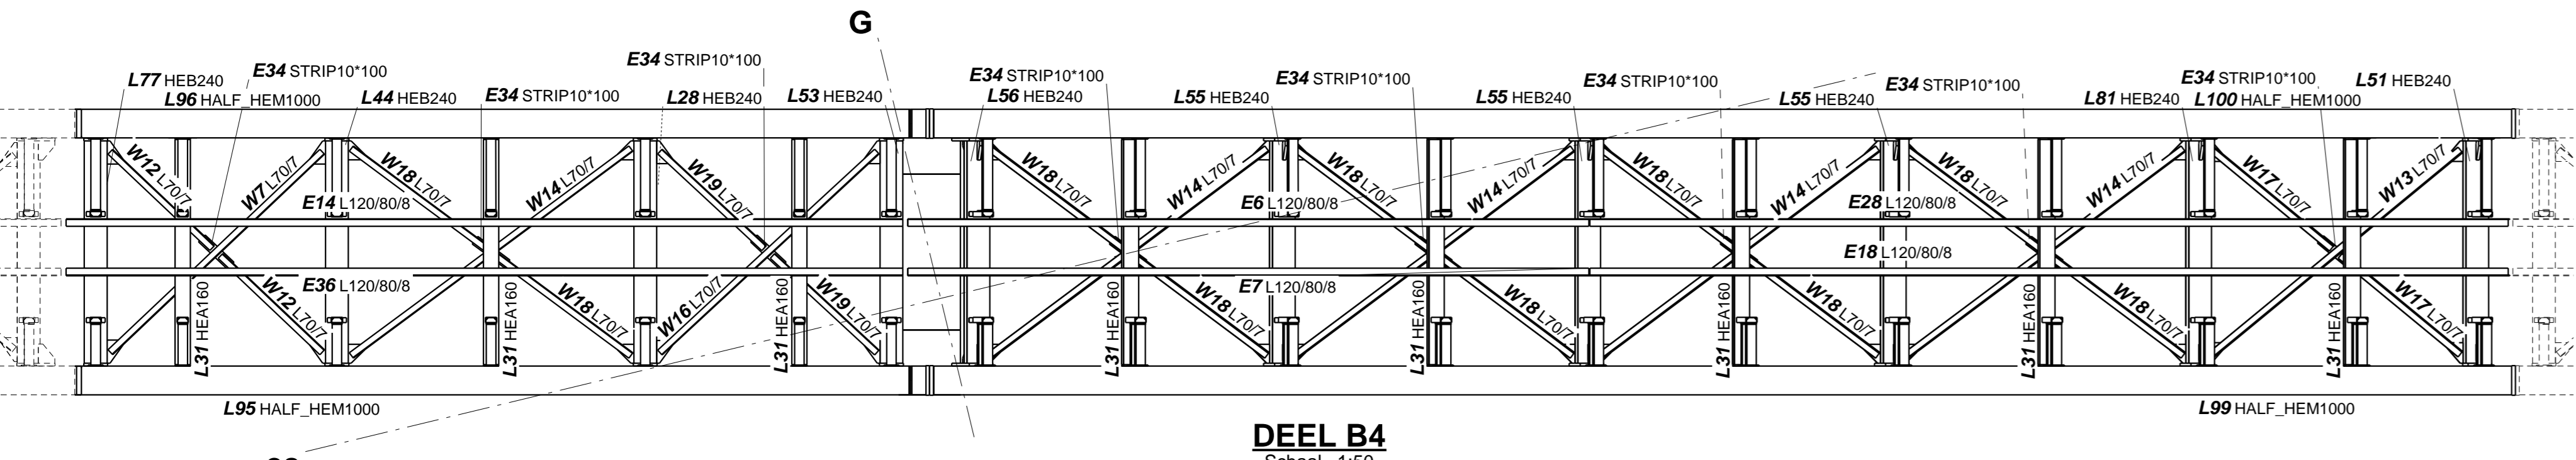 G
E34 STRIP10*100
E34 STRIP10*100
L77 HEB240
E34 STRIP10*100
E34 STRIP10*100
E34 STRIP10*100
E34 STRIP10*100
E34 STRIP10*100
L51 HEB240
L96 HALF_HEM1000
L44 HEB240
E34 STRIP10*100
L28 HEB240
L53 HEB240
L56 HEB240
L55 HEB240
L55 HEB240
L55 HEB240
L81 HEB240
L100 HALF_HEM1000
W12 L70/7
W7 L70/7
W18 L70/7
W14 L70/7
W19 L70/7
W18 L70/7
W14 L70/7
W18 L70/7
W14 L70/7
W18 L70/7
W14 L70/7
W18 L70/7
W14 L70/7
W17 L70/7
W13 L70/7
E14 L120/80/8
E6 L120/80/8
E28 L120/80/8
E18 L120/80/8
E36 L120/80/8
E7 L120/80/8
W12 L70/7
W18 L70/7
W16 L70/7
W19 L70/7
W18 L70/7
W18 L70/7
W18 L70/7
W18 L70/7
W17 L70/7
L31 HEA160
L31 HEA160
L31 HEA160
L31 HEA160
L31 HEA160
L31 HEA160
L31 HEA160
L31 HEA160
L95 HALF_HEM1000
L99 HALF_HEM1000
DEEL B4